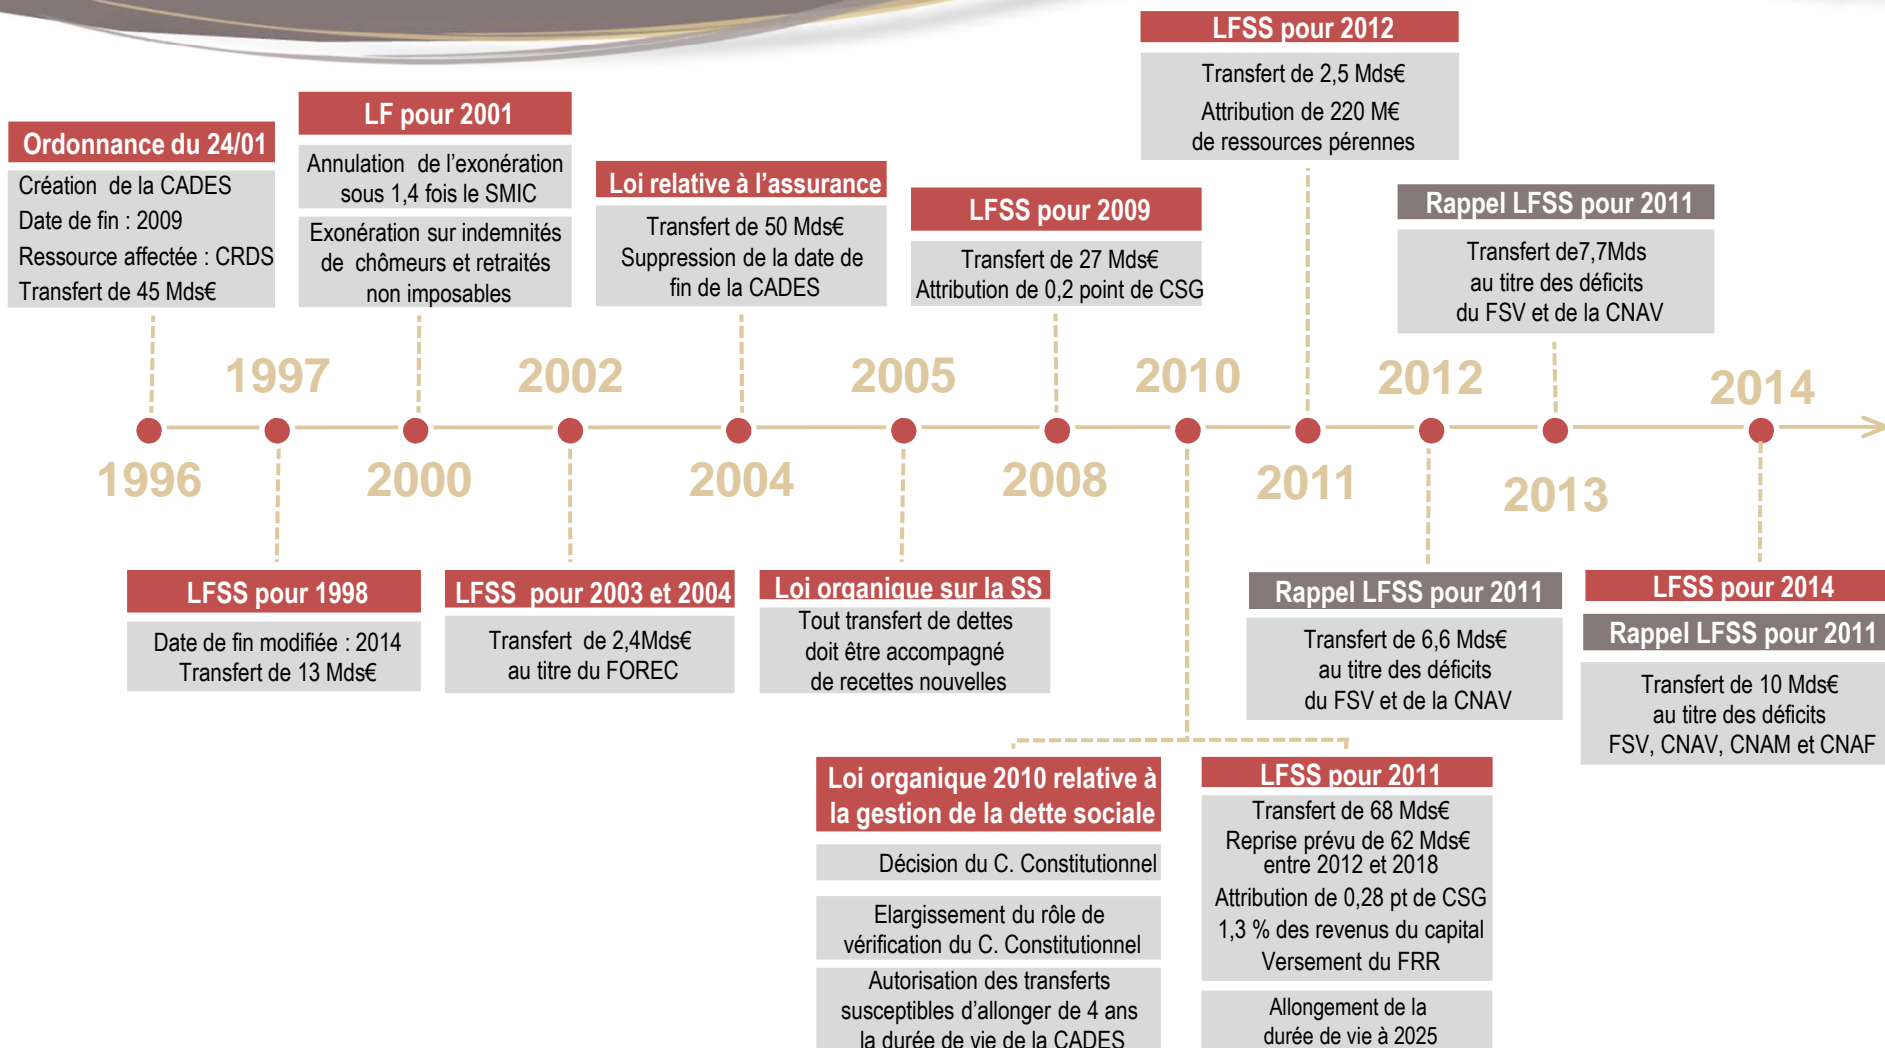 Ordonnance du 24/01
Création de la CADES
Date de fin : 2009
Ressource affectée : CRDS
Transfert de 45 Mds€
LF pour 2001
Annulation de l'exonération
sous 1,4 fois le SMIC
Exonération sur indemnités
de chômeurs et retraités
non imposables
Loi relative à l'assurance
Transfert de 50 Mds€
Suppression de la date de
fin de la CADES
LFSS pour 2009
Transfert de 27 Mds€
Attribution de 0,2 point de CSG
LFSS pour 2012
Transfert de 2,5 Mds€
Attribution de 220 M€
de ressources pérennes
Rappel LFSS pour 2011
Transfert de7,7Mds
au titre des déficits
du FSV et de la CNAV
1996
1997
2000
2002
2004
2005
2008
2010
2011
2012
2013
2014
LFSS pour 1998
Date de fin modifiée : 2014
Transfert de 13 Mds€
LFSS pour 2003 et 2004
Transfert de 2,4Mds€
au titre du FOREC
Loi organique sur la SS
Tout transfert de dettes
doit être accompagné
de recettes nouvelles
Loi organique 2010 relative à
la gestion de la dette sociale
Décision du C. Constitutionnel
Elargissement du rôle de
vérification du C. Constitutionnel
Autorisation des transferts
susceptibles d'allonger de 4 ans
la durée de vie de la CADES
LFSS pour 2011
Transfert de 68 Mds€
Reprise prévu de 62 Mds€
entre 2012 et 2018
Attribution de 0,28 pt de CSG
1,3 % des revenus du capital
Versement du FRR
Allongement de la
durée de vie à 2025
Rappel LFSS pour 2011
Transfert de 6,6 Mds€
au titre des déficits
du FSV et de la CNAV
LFSS pour 2014
Rappel LFSS pour 2011
Transfert de 10 Mds€
au titre des déficits
FSV, CNAV, CNAM et CNAF